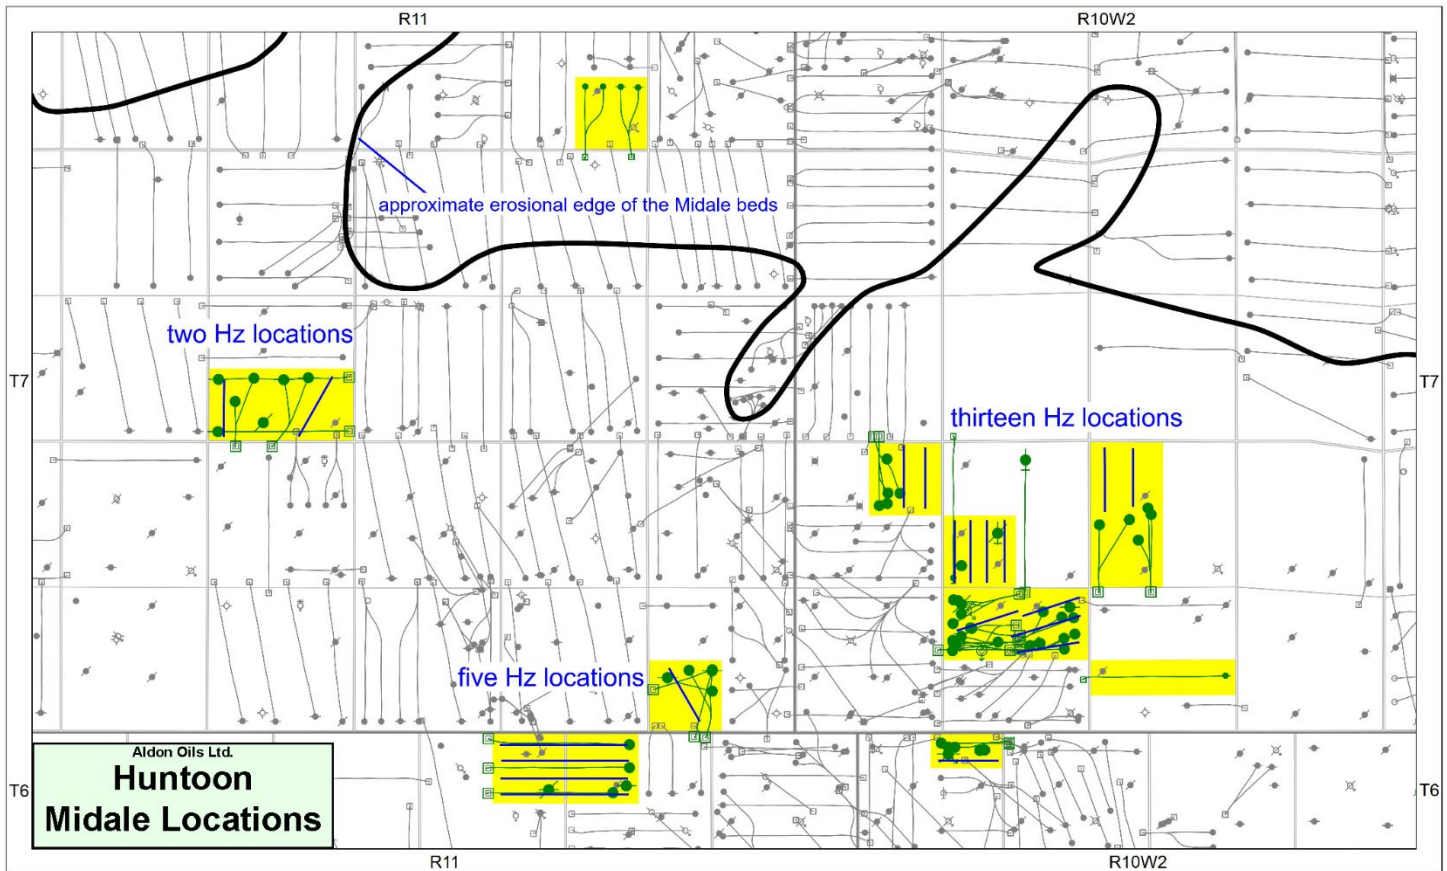 R11
R10W2
approximate erosional edge of the Midale beds
two Hz locations
T7
T7
thirteen Hz locations
five Hz locations
Aldon Oils Ltd.
Huntoon
Midale Locations
T6
T6
R11
R10W2